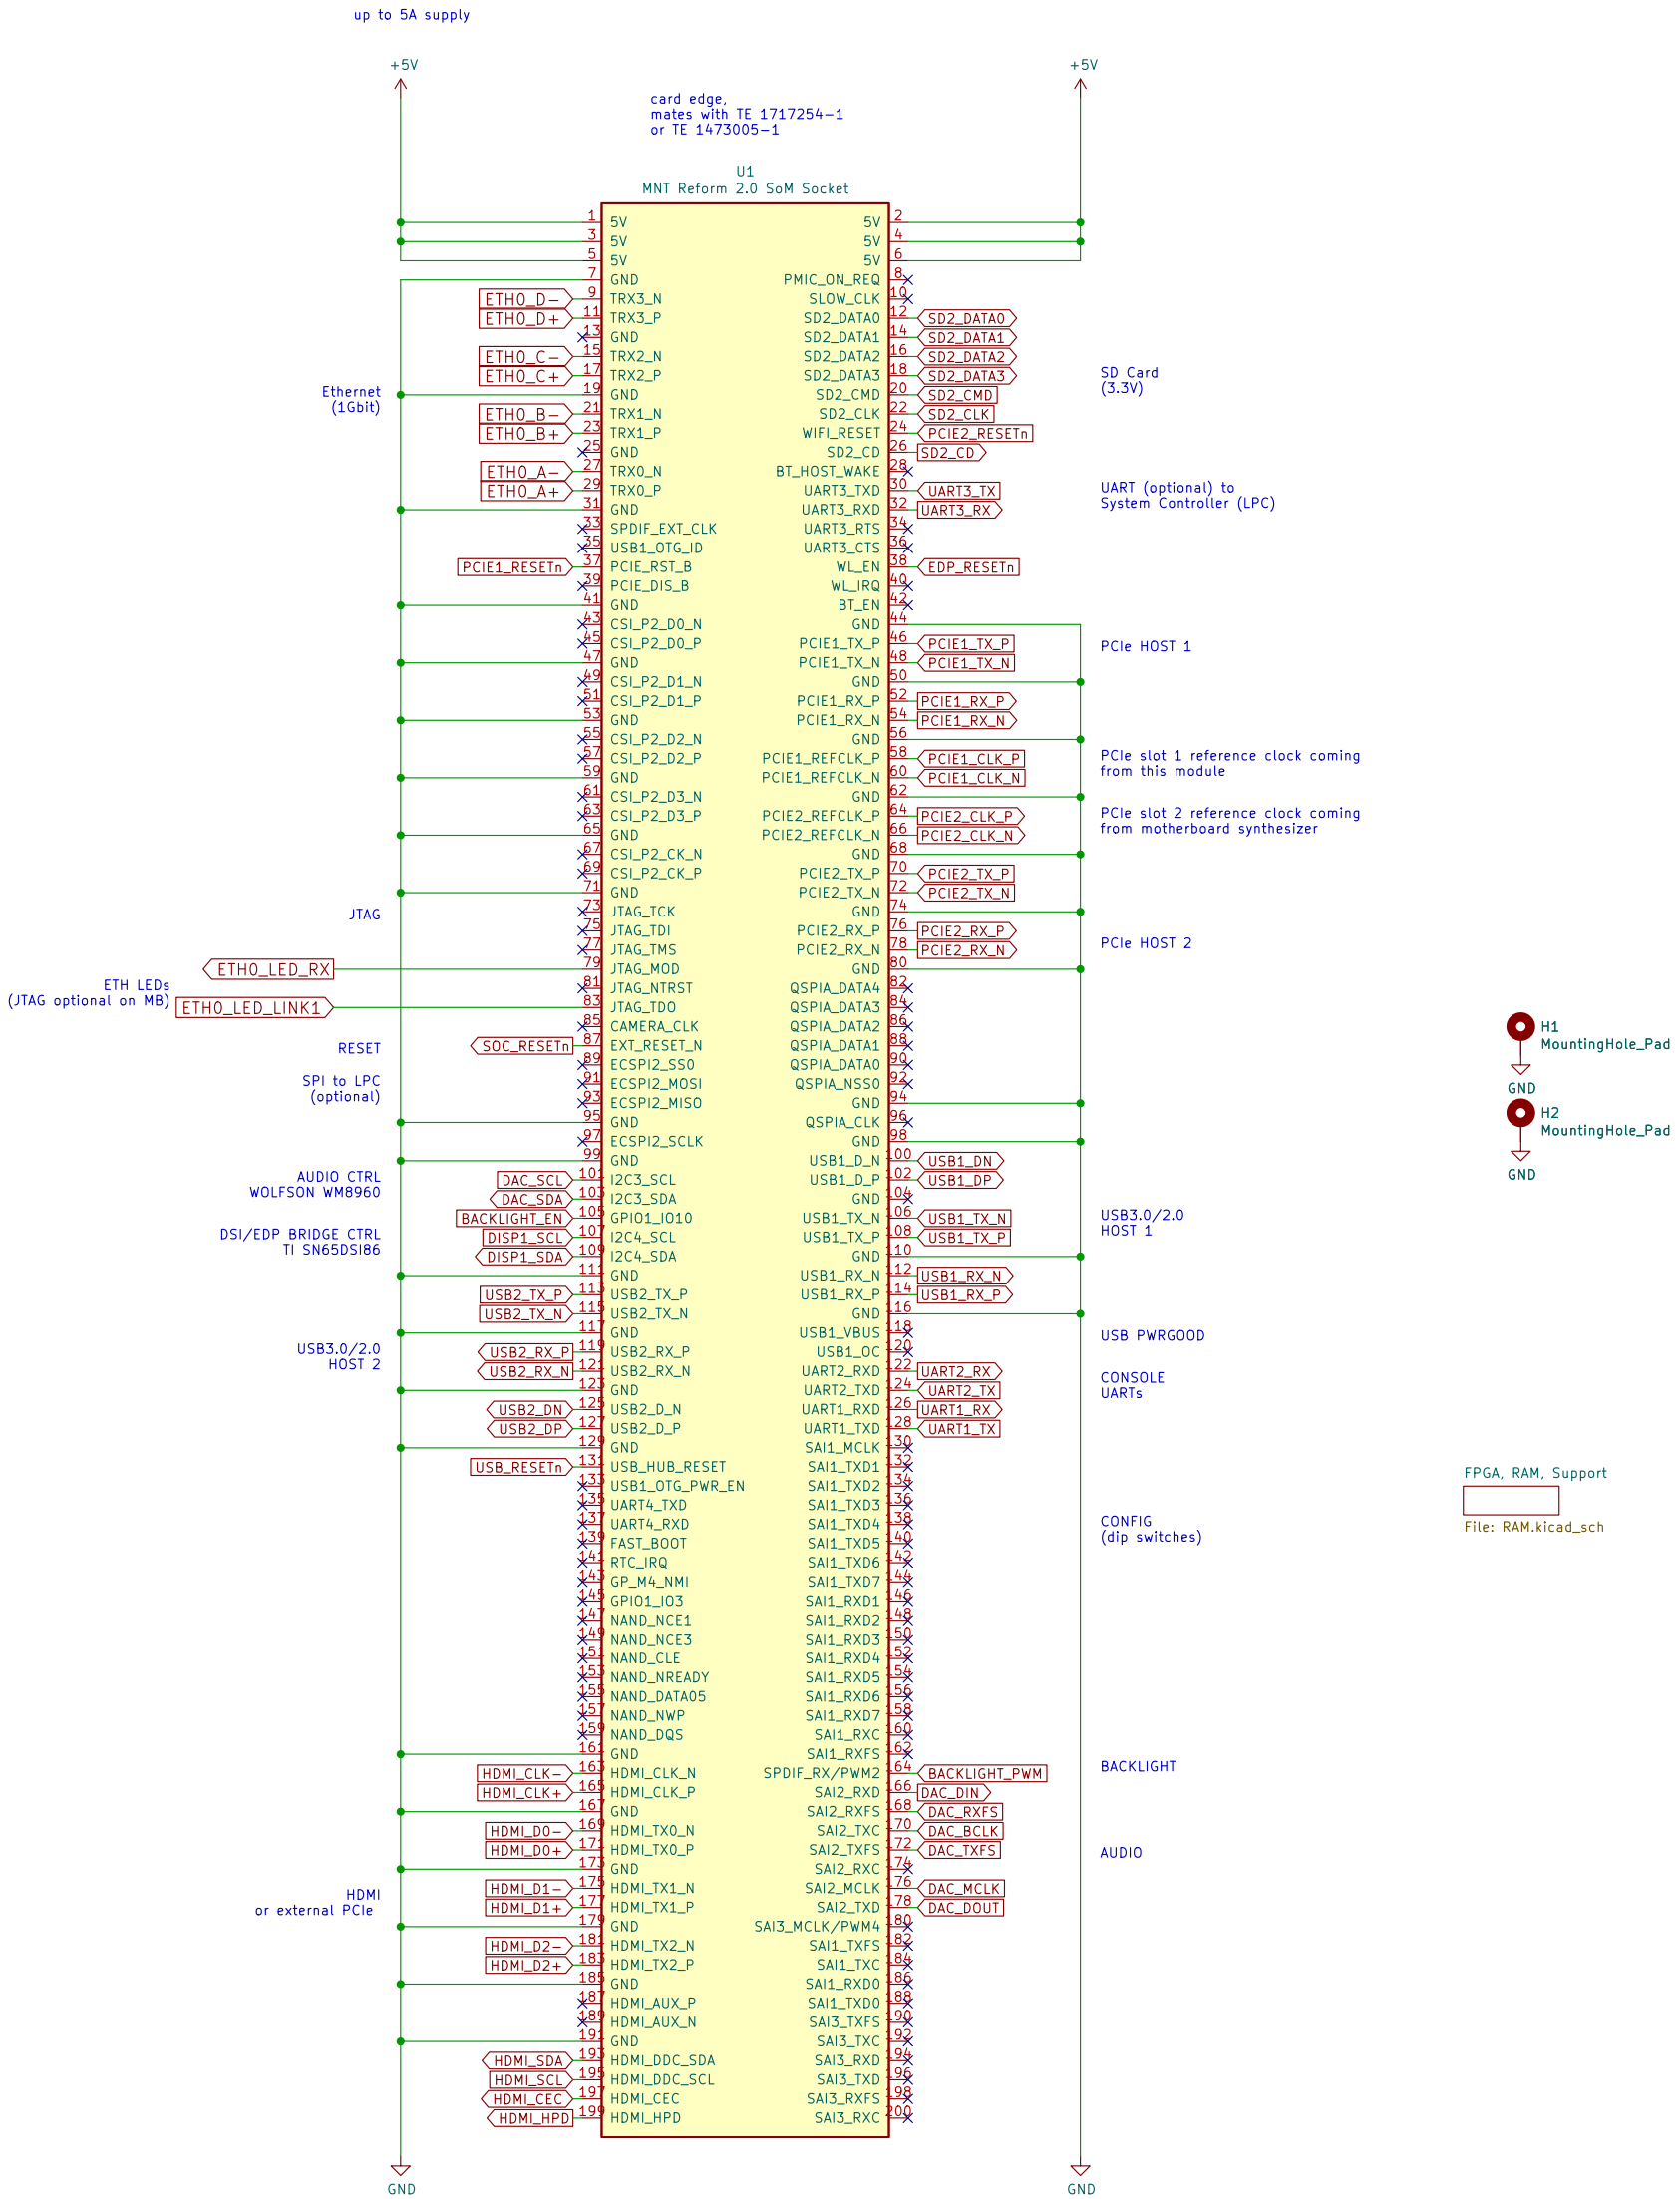 up to 5A supply
+5V
+5V
card edge,
mates with TE 1717254-1
or TE 1473005-1
U1
MNT Reform 2.0 SoM Socket
1 5V 5V 2
3 5V 5V 4
5 5V 5V 6
7 GND PMIC_ON_REQ 8
ETH0_D- 9 TRX3_N SLOW_CLK 10
ETH0_D+ 11 TRX3_P SD2_DATA0 12 SD2_DATA0
13 GND SD2_DATA1 14 SD2_DATA1
ETH0_C- 15 TRX2_N SD2_DATA2 16 SD2_DATA2
ETH0_C+ 17 TRX2_P SD2_DATA3 18 SD2_DATA3
SD Card
(3.3V)
Ethernet
(1Gbit)
19 GND SD2_CMD 20 SD2_CMD
ETH0_B- 21 TRX1_N SD2_CLK 22 SD2_CLK
ETH0_B+ 23 TRX1_P WIFI_RESET 24 PCIE2_RESETn
25 GND SD2_CD 26 SD2_CD
ETH0_A- 27 TRX0_N BT_HOST_WAKE 28
ETH0_A+ 29 TRX0_P UART3_TXD 30 UART3_TX
UART (optional) to
System Controller (LPC)
31 GND UART3_RXD 32 UART3_RX
33 SPDIF_EXT_CLK UART3_RTS 34
35 USB1_OTG_ID UART3_CTS 36
PCIE1_RESETn 37 PCIE_RST_B WL_EN 38 EDP_RESETn
39 PCIE_DIS_B WL_IRQ 40
41 GND BT_EN 42
43 CSI_P2_D0_N GND 44
45 CSI_P2_D0_P PCIE1_TX_P 46 PCIE1_TX_P
PCIe HOST 1
47 GND PCIE1_TX_N 48 PCIE1_TX_N
49 CSI_P2_D1_N GND 50
51 CSI_P2_D1_P PCIE1_RX_P 52 PCIE1_RX_P
53 GND PCIE1_RX_N 54 PCIE1_RX_N
55 CSI_P2_D2_N GND 56
57 CSI_P2_D2_P PCIE1_REFCLK_P 58 PCIE1_CLK_P
PCIe slot 1 reference clock coming
from this module
59 GND PCIE1_REFCLK_N 60 PCIE1_CLK_N
61 CSI_P2_D3_N GND 62
63 CSI_P2_D3_P PCIE2_REFCLK_P 64 PCIE2_CLK_P
PCIe slot 2 reference clock coming
from motherboard synthesizer
65 GND PCIE2_REFCLK_N 66 PCIE2_CLK_N
67 CSI_P2_CK_N GND 68
69 CSI_P2_CK_P PCIE2_TX_P 70 PCIE2_TX_P
71 GND PCIE2_TX_N 72 PCIE2_TX_N
JTAG
73 JTAG_TCK GND 74
75 JTAG_TDI PCIE2_RX_P 76 PCIE2_RX_P
77 JTAG_TMS PCIE2_RX_N 78 PCIE2_RX_N
PCIe HOST 2
ETH0_LED_RX 79 JTAG_MOD GND 80
ETH LEDs
(JTAG optional on MB)
81 JTAG_NTRST QSPIA_DATA4 82
ETH0_LED_LINK1 83 JTAG_TDO QSPIA_DATA3 84
85 CAMERA_CLK QSPIA_DATA2 86
H1
MountingHole_Pad
GND
RESET
SOC_RESETn 87 EXT_RESET_N QSPIA_DATA1 88
89 ECSPI2_SS0 QSPIA_DATA0 90
SPI to LPC
(optional)
91 ECSPI2_MOSI QSPIA_NSS0 92
93 ECSPI2_MISO GND 94
H2
MountingHole_Pad
GND
95 GND QSPIA_CLK 96
97 ECSPI2_SCLK GND 98
99 GND USB1_D_N 100 USB1_DN
AUDIO CTRL
WOLFSON WM8960
DAC_SCL 101 I2C3_SCL USB1_D_P 102 USB1_DP
DAC_SDA 103 I2C3_SDA GND 104
BACKLIGHT_EN 105 GPIO1_IO10 USB1_TX_N 106 USB1_TX_N
USB3.0/2.0
HOST 1
DSI/EDP BRIDGE CTRL
TI SN65DSI86
DISP1_SCL 107 I2C4_SCL USB1_TX_P 108 USB1_TX_P
DISP1_SDA 109 I2C4_SDA GND 110
111 GND USB1_RX_N 112 USB1_RX_N
USB2_TX_P 113 USB2_TX_P USB1_RX_P 114 USB1_RX_P
USB2_TX_N 115 USB2_TX_N GND 116
117 GND USB1_VBUS 118
USB PWRGOOD
USB3.0/2.0
HOST 2
USB2_RX_P 119 USB2_RX_P USB1_OC 120
USB2_RX_N 121 USB2_RX_N UART2_RXD 122 UART2_RX
CONSOLE
UARTs
123 GND UART2_TXD 124 UART2_TX
USB2_DN 125 USB2_D_N UART1_RXD 126 UART1_RX
USB2_DP 127 USB2_D_P UART1_TXD 128 UART1_TX
129 GND SAI1_MCLK 130
USB_RESETn 131 USB_HUB_RESET SAI1_TXD1 132
FPGA, RAM, Support
File: RAM.kicad_sch
133 USB1_OTG_PWR_EN SAI1_TXD2 134
135 UART4_TXD SAI1_TXD3 136
137 UART4_RXD SAI1_TXD4 138
CONFIG
(dip switches)
139 FAST_BOOT SAI1_TXD5 140
141 RTC_IRQ SAI1_TXD6 142
143 GP_M4_NMI SAI1_TXD7 144
145 GPIO1_IO3 SAI1_RXD1 146
147 NAND_NCE1 SAI1_RXD2 148
149 NAND_NCE3 SAI1_RXD3 150
151 NAND_CLE SAI1_RXD4 152
153 NAND_NREADY SAI1_RXD5 154
155 NAND_DATA05 SAI1_RXD6 156
157 NAND_NWP SAI1_RXD7 158
159 NAND_DQS SAI1_RXC 160
161 GND SAI1_RXFS 162
BACKLIGHT
HDMI_CLK- 163 HDMI_CLK_N SPDIF_RX/PWM2 164 BACKLIGHT_PWM
HDMI_CLK+ 165 HDMI_CLK_P SAI2_RXD 166 DAC_DIN
167 GND SAI2_RXFS 168 DAC_RXFS
HDMI_D0- 169 HDMI_TX0_N SAI2_TXC 170 DAC_BCLK
HDMI_D0+ 171 HDMI_TX0_P SAI2_TXFS 172 DAC_TXFS
AUDIO
173 GND SAI2_RXC 174
HDMI_D1- 175 HDMI_TX1_N SAI2_MCLK 176 DAC_MCLK
HDMI
or external PCIe
HDMI_D1+ 177 HDMI_TX1_P SAI2_TXD 178 DAC_DOUT
179 GND SAI3_MCLK/PWM4 180
HDMI_D2- 181 HDMI_TX2_N SAI1_TXFS 182
HDMI_D2+ 183 HDMI_TX2_P SAI1_TXC 184
185 GND SAI1_RXD0 186
187 HDMI_AUX_P SAI1_TXD0 188
189 HDMI_AUX_N SAI3_TXFS 190
191 GND SAI3_TXC 192
HDMI_SDA 193 HDMI_DDC_SDA SAI3_RXD 194
HDMI_SCL 195 HDMI_DDC_SCL SAI3_TXD 196
HDMI_CEC 197 HDMI_CEC SAI3_RXFS 198
HDMI_HPD 199 HDMI_HPD SAI3_RXC 200
GND
GND